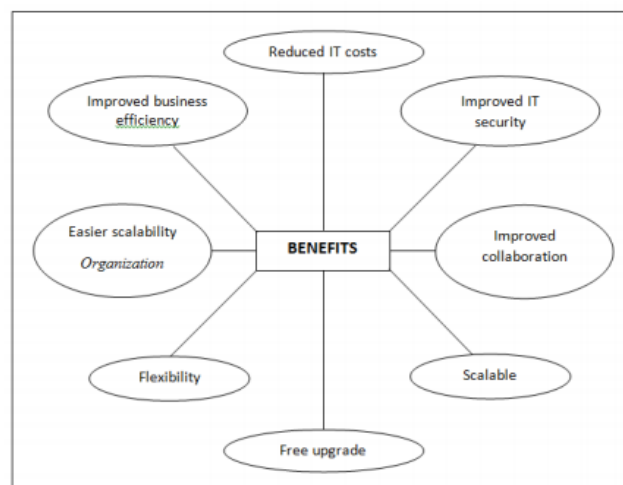 Reduced IT costs
Improved business
efficiency
Improved IT
security
Easier scalability
Organization
BENEFITS
Improved
collaboration
Flexibility
Scalable
Free upgrade